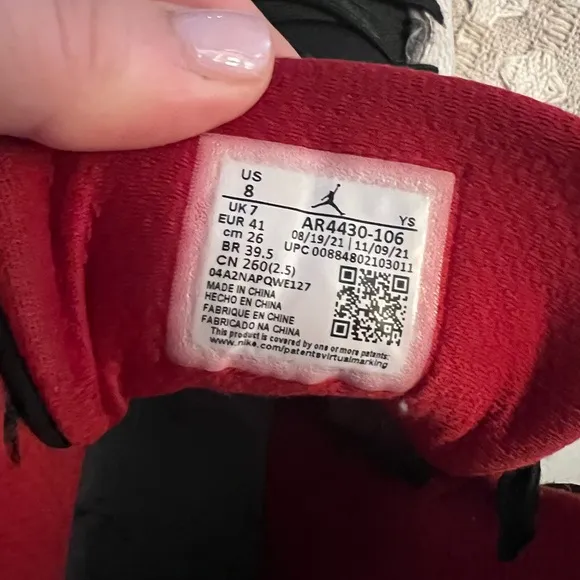 US
8
UK 7
EUR 41
cm 26
BR 39.5
CN 260(2.5)
04A2NAPQWE127
AR4430-106
YS
08/19/21 | 11/09/21
UPC 00884802103011
MADE IN CHINA
HECHO EN CHINA
FABRIQUE EN CHINE
FABRICADO NA CHINA
This product is covered by one or more patents:
www.nike.com/patentsvirtualmarking